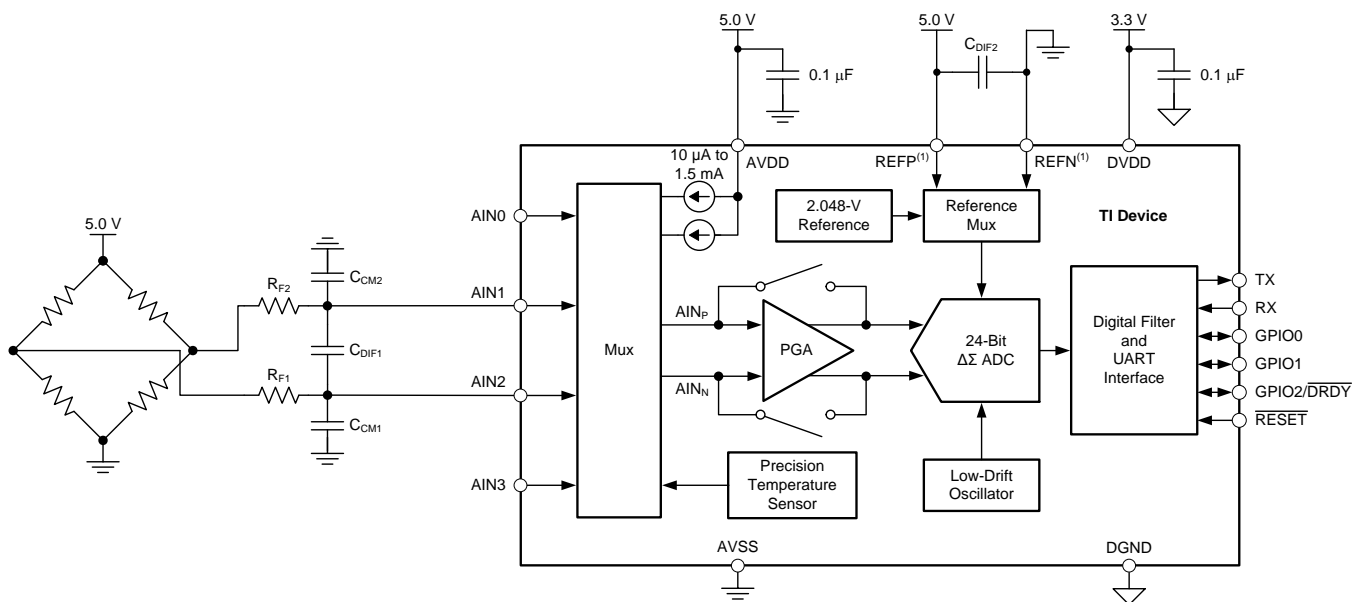 5.0 V
5.0 V
3.3 V
C_DIF2
0.1 µF
0.1 µF
AVDD
REFP(1)
REFN(1)
DVDD
10 µA to
1.5 mA
2.048-V
Reference
Reference
Mux
TI Device
5.0 V
AIN0
C_CM2
R_F2
AIN1
C_DIF1
R_F1
AIN2
C_CM1
AIN3
Mux
AIN_P
AIN_N
PGA
24-Bit
ΔΣ ADC
Digital Filter
and
UART
Interface
TX
RX
GPIO0
GPIO1
GPIO2/DRDY
RESET
Precision
Temperature
Sensor
Low-Drift
Oscillator
AVSS
DGND